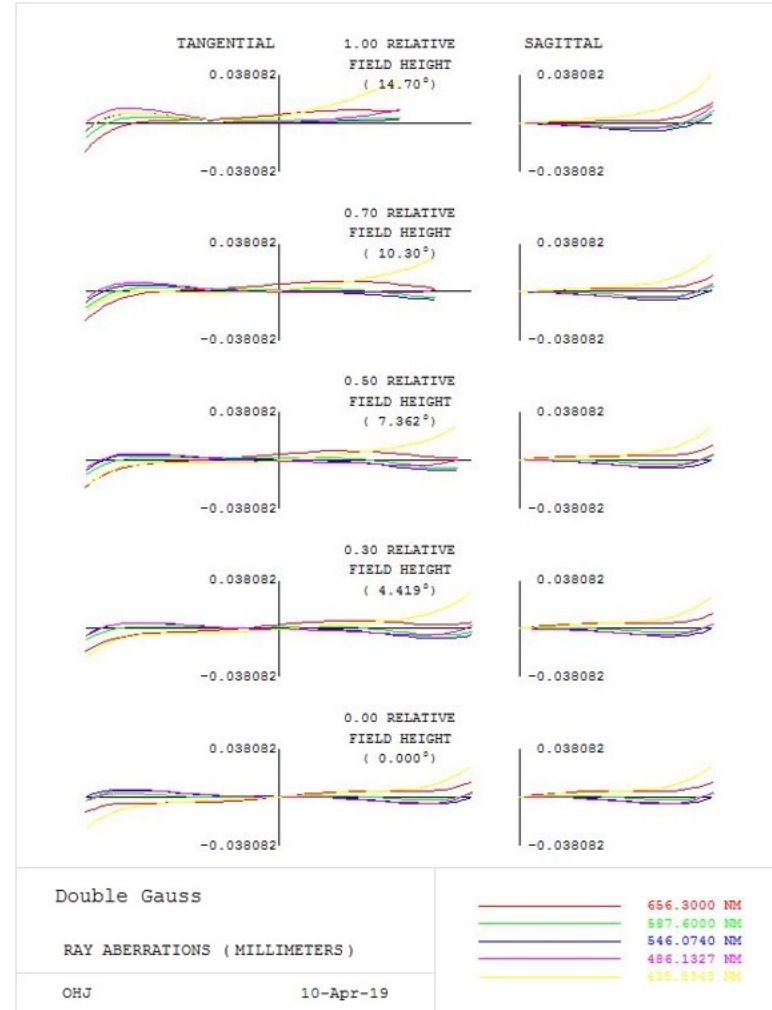 TANGENTIAL 1.00 RELATIVE SAGITTAL
FIELD HEIGHT
0.038082 ( 14.70° ) 0.038082
-0.038082 -0.038082
0.70 RELATIVE
FIELD HEIGHT
0.038082 ( 10.30° ) 0.038082
-0.038082 -0.038082
0.50 RELATIVE
FIELD HEIGHT
0.038082 ( 7.362° ) 0.038082
-0.038082 -0.038082
0.30 RELATIVE
FIELD HEIGHT
0.038082 ( 4.419° ) 0.038082
-0.038082 -0.038082
0.00 RELATIVE
FIELD HEIGHT
0.038082 ( 0.000° ) 0.038082
-0.038082 -0.038082
Double Gauss
RAY ABERRATIONS ( MILLIMETERS )
OHJ 10-Apr-19
656.3000 NM
587.6000 NM
546.0740 NM
486.1327 NM
NM